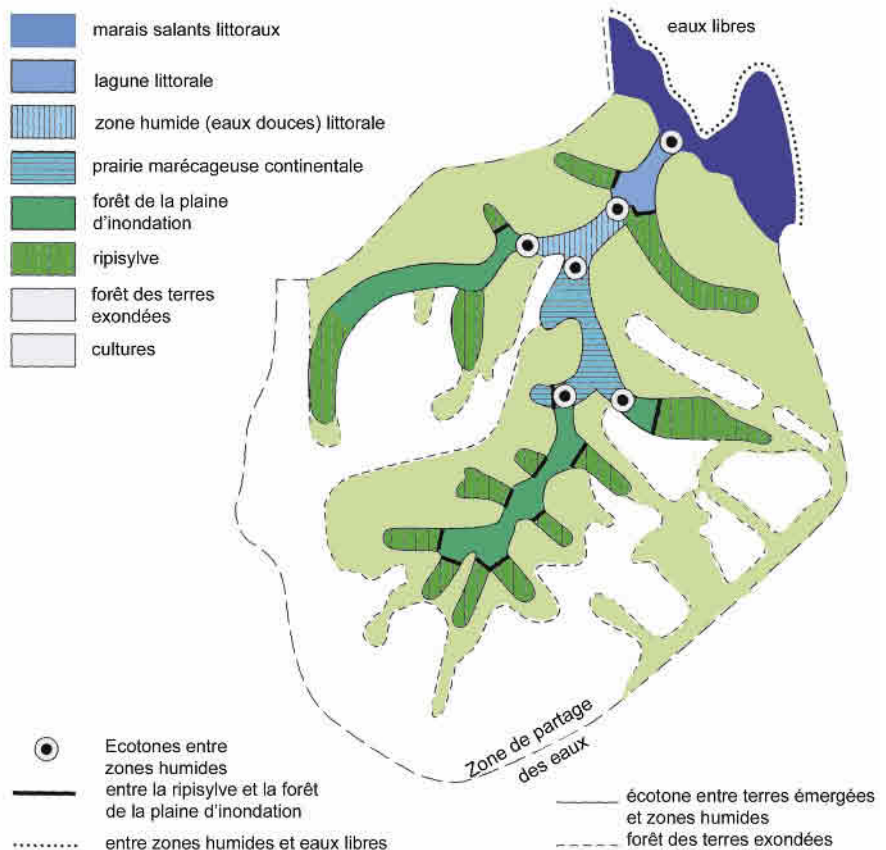 marais salants littoraux
eaux libres
lagune littorale
zone humide (eaux douces) littorale
prairie marécageuse continentale
forêt de la plaine
d'inondation
ripisylve
forêt des terres
exondées
cultures
Zone de partage
des eaux
Ecotones entre
zones humides
entre la ripisylve et la forêt
de la plaine d'inondation
entre zones humides et eaux libres
écotone entre terres émergées
et zones humides
forêt des terres exondées